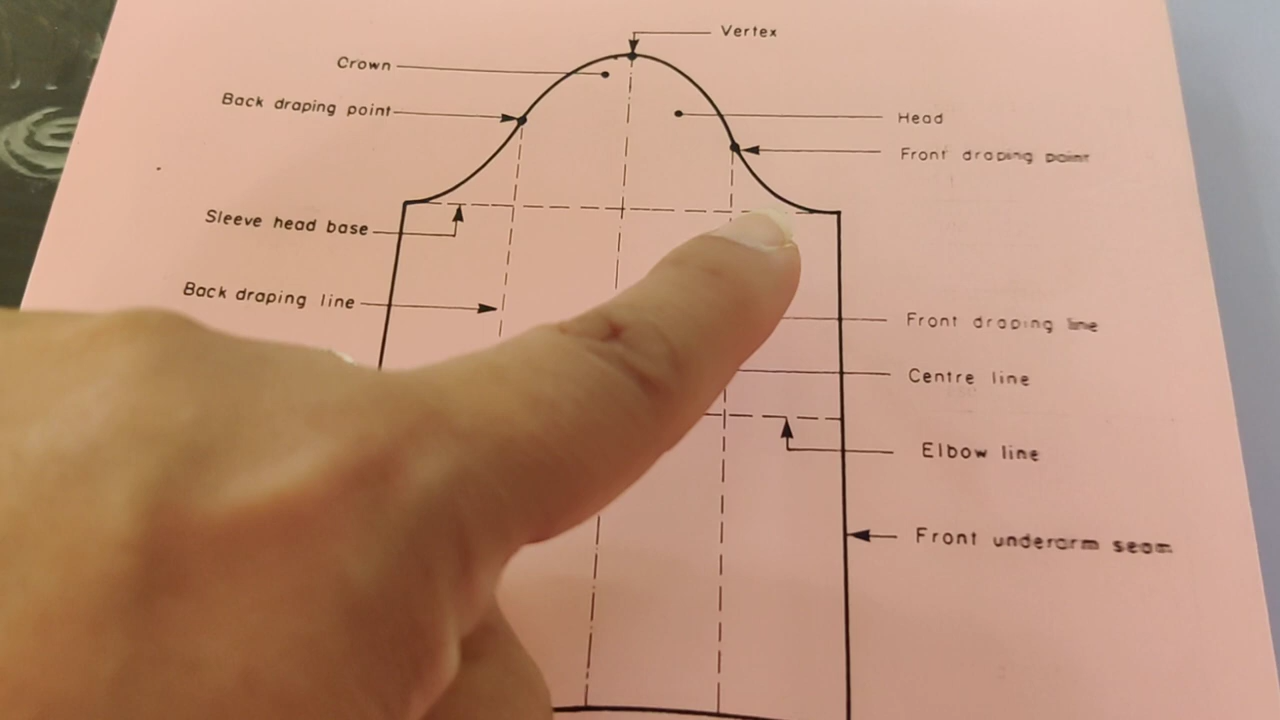 Vertex
Crown
Back draping point
Head
Front draping point
Sleeve head base
Back draping line
Front draping line
Centre line
Elbow line
Front underarm seam